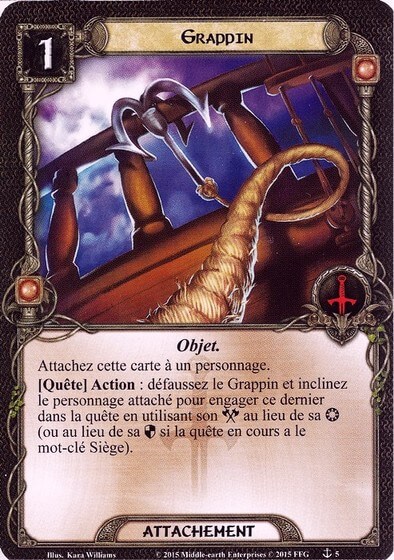 1
GRAPPIN
Objet.
Attachez cette carte à un personnage.
[Quête] Action : défaussez le Grappin et inclinez
le personnage attaché pour engager ce dernier
dans la quête en utilisant son au lieu de sa
(ou au lieu de sa si la quête en cours a le
mot-clé Siège).
ATTACHEMENT
Illus. Kara Williams © 2015 Middle-earth Enterprises © 2015 FFG 5